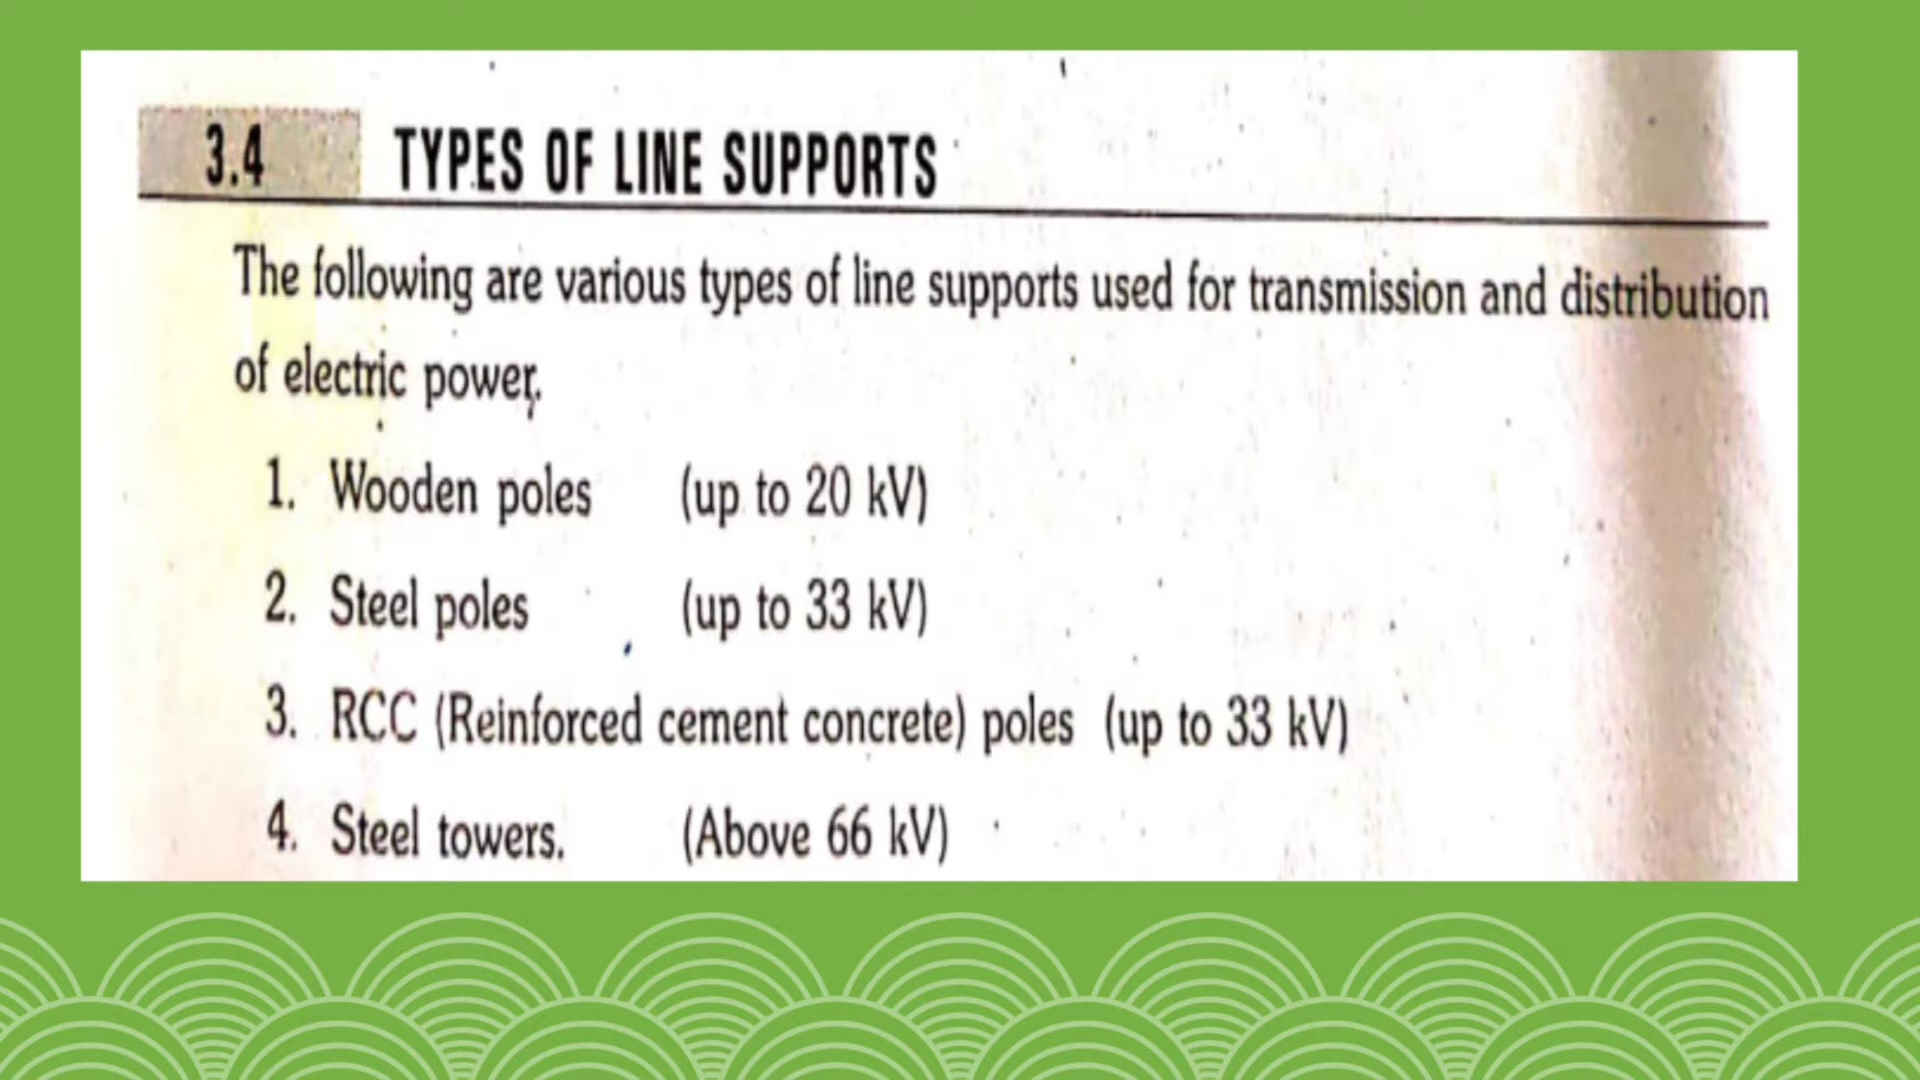 3.4 TYPES OF LINE SUPPORTS
The following are various types of line supports used for transmission and distribution
of electric power.
1. Wooden poles (up to 20 kV)
2. Steel poles (up to 33 kV)
3. RCC (Reinforced cement concrete) poles (up to 33 kV)
4. Steel towers. (Above 66 kV)